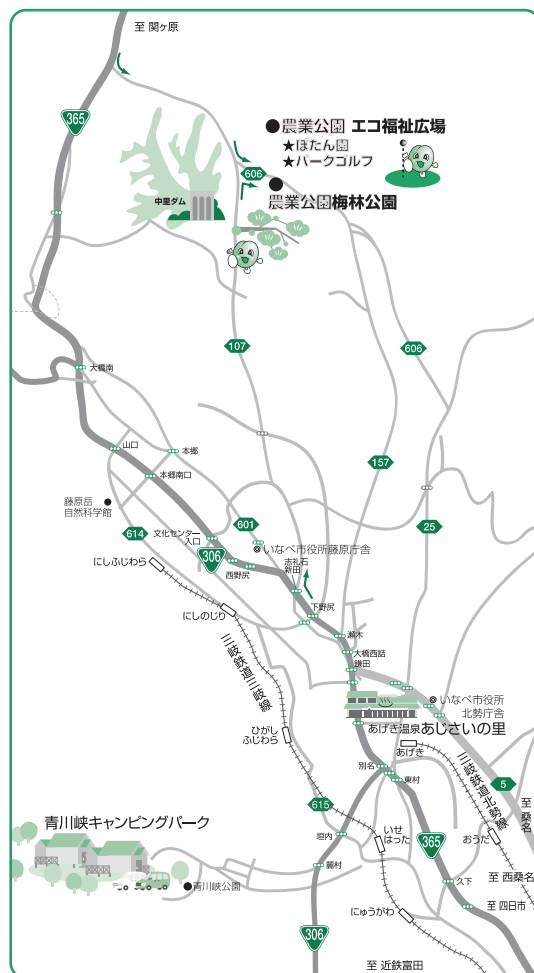 至 関ヶ原
365
●農業公園 エコ福祉広場
★ぼたん園
★パークゴルフ
606
●
農業公園梅林公園
中里ダム
107
606
大橋南
山口
本郷
本郷南口
157
藤原岳
自然科学館
614
文化センター
入口
601
25
306
いなべ市役所藤原庁舎
にしふじわら
西野尻
志礼石
新田
にしのじり
下野尻
瀬木
三岐鉄道三岐線
大橋西詰
鎌田
いなべ市役所
北勢庁舎
あげき温泉あじさいの里
ひがし
ふじわら
あげき
別名
東村
三岐鉄道北勢線
5
至 桑名
615
青川峡キャンピングパーク
垣内
いせ
はった
365
おうだ
麓村
至 西桑名
青川峡公園
久下
にゅうがわ
至 四日市
306
至 近鉄富田